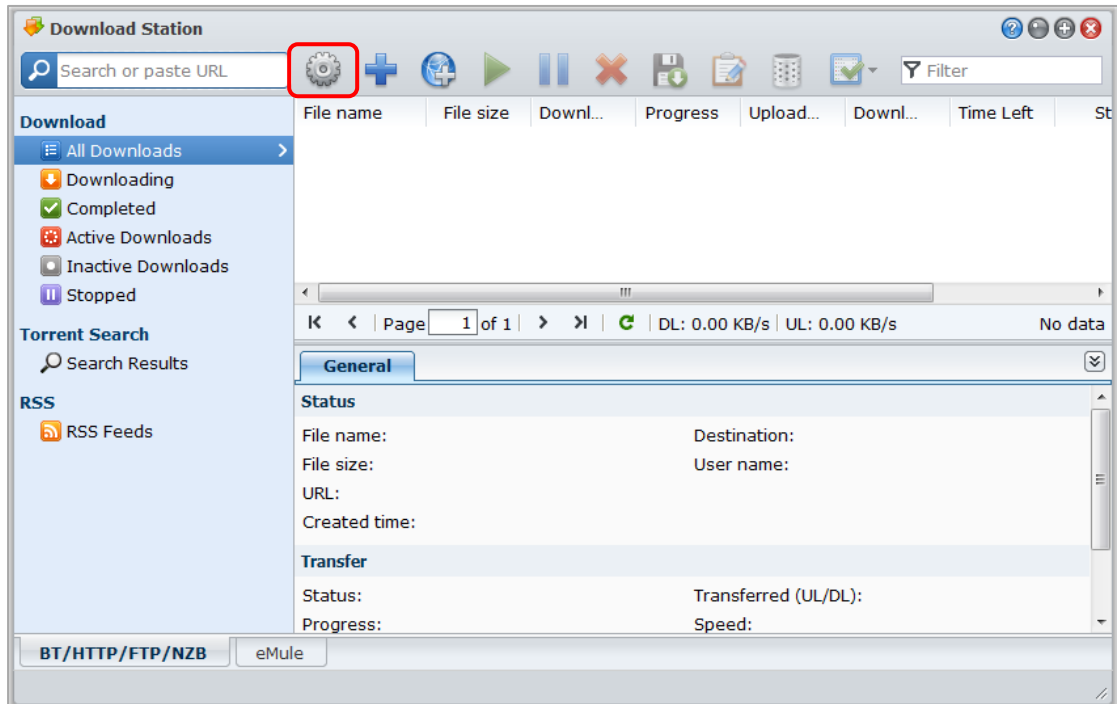 Download Station
Search or paste URL
Filter
Download
All Downloads
Downloading
Completed
Active Downloads
Inactive Downloads
Stopped
Torrent Search
Search Results
RSS
RSS Feeds
File name File size Downl... Progress Upload... Downl... Time Left St
Page 1 of 1 DL: 0.00 KB/s UL: 0.00 KB/s No data
General
Status
File name: Destination:
File size: User name:
URL:
Created time:
Transfer
Status: Transferred (UL/DL):
Progress: Speed:
BT/HTTP/FTP/NZB eMule